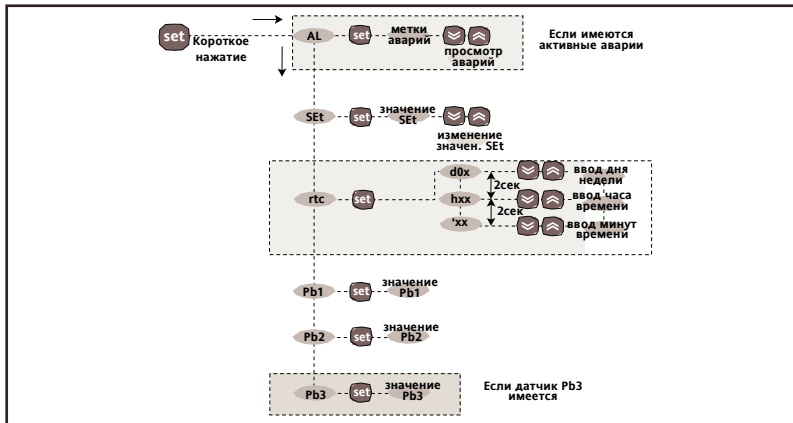 set
Короткое
нажатие
AL
set
метки
аварий
просмотр
аварий
Если имеются
активные аварии
SEt
set
значение
SEt
изменение
значен. SEt
rtc
set
d0x
2сек
hxx
2сек
'xx
ввод дня
недели
ввод часа
времени
ввод минут
времени
Pb1
set
значение
Pb1
Pb2
set
значение
Pb2
Pb3
set
значение
Pb3
Если датчик Pb3
имеется